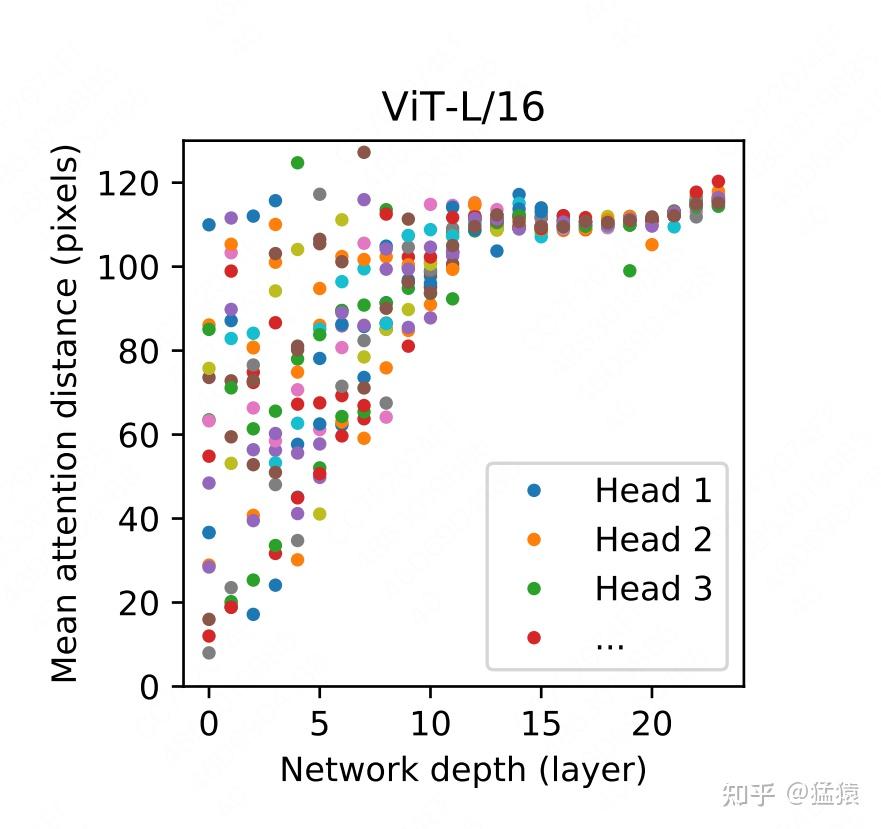 ViT-L/16
Mean attention distance (pixels)
120
100
80
60
40
20
0
Head 1
Head 2
Head 3
...
0 5 10 15 20
Network depth (layer)
知乎 @猛猿